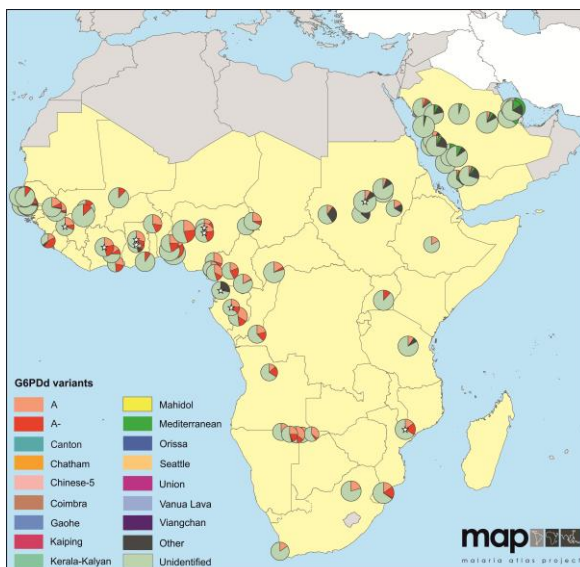 G6PDd variants
A
A-
Canton
Chatham
Chinese-5
Coimbra
Gaohe
Kaiping
Kerala-Kalyan
Mahidol
Mediterranean
Orissa
Seattle
Union
Vanua Lava
Viangchan
Other
Unidentified
map
malaria atlas project